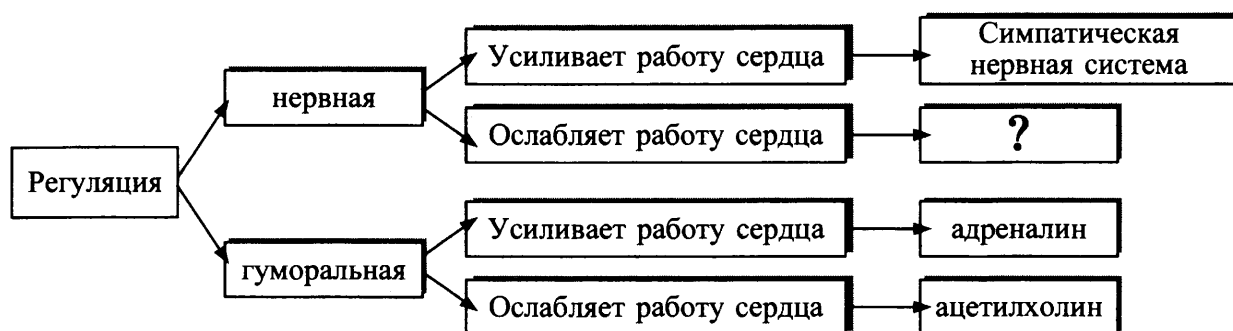 Усиливает работу сердца
Симпатическая
нервная система
нервная
Ослабляет работу сердца
?
Регуляция
Усиливает работу сердца
адреналин
гуморальная
Ослабляет работу сердца
ацетилхолин